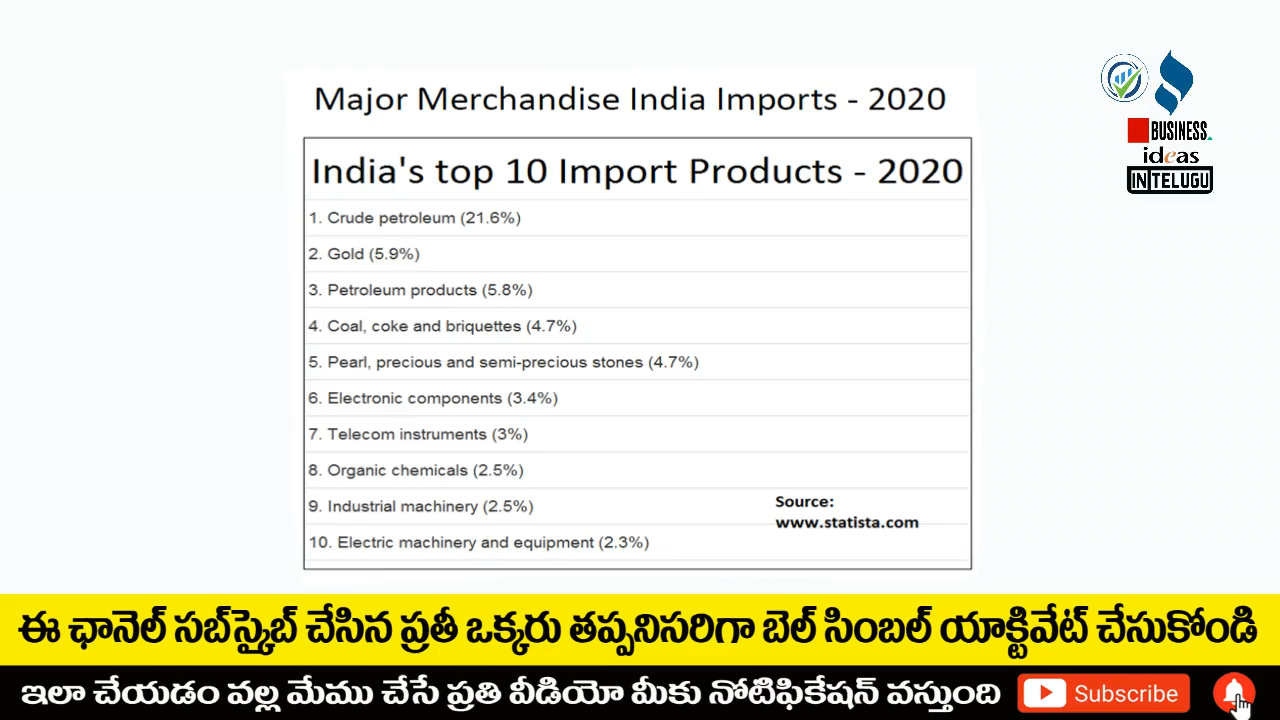 Major Merchandise India Imports - 2020
India's top 10 Import Products - 2020
1. Crude petroleum (21.6%)
2. Gold (5.9%)
3. Petroleum products (5.8%)
4. Coal, coke and briquettes (4.7%)
5. Pearl, precious and semi-precious stones (4.7%)
6. Electronic components (3.4%)
7. Telecom instruments (3%)
8. Organic chemicals (2.5%)
9. Industrial machinery (2.5%)
10. Electric machinery and equipment (2.3%)
Source:
www.statista.com
BUSINESS
ideas
IN TELUGU
ఈ ఛానెల్ సబ్‌స్క్రైబ్ చేసిన ప్రతీ ఒక్కరు తప్పనిసరిగా బెల్ సింబల్ యాక్టివేట్ చేసుకోండి
ఇలా చేయడం వల్ల మేము చేసే ప్రతి వీడియో మీకు నోటిఫికేషన్ వస్తుంది
Subscribe